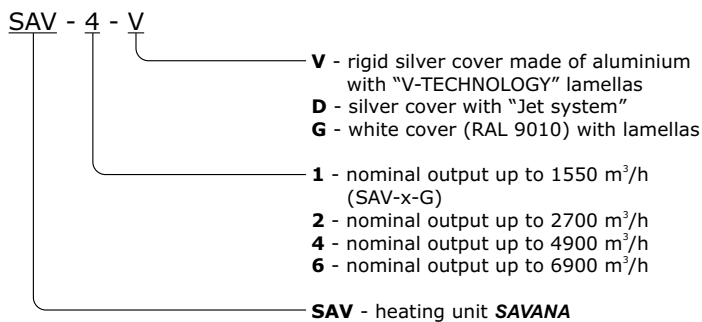 SAV - 4 - V
V - rigid silver cover made of aluminium
with “V-TECHNOLOGY” lamellas
D - silver cover with “Jet system”
G - white cover (RAL 9010) with lamellas
1 - nominal output up to 1550 m³/h
(SAV-x-G)
2 - nominal output up to 2700 m³/h
4 - nominal output up to 4900 m³/h
6 - nominal output up to 6900 m³/h
SAV - heating unit SAVANA